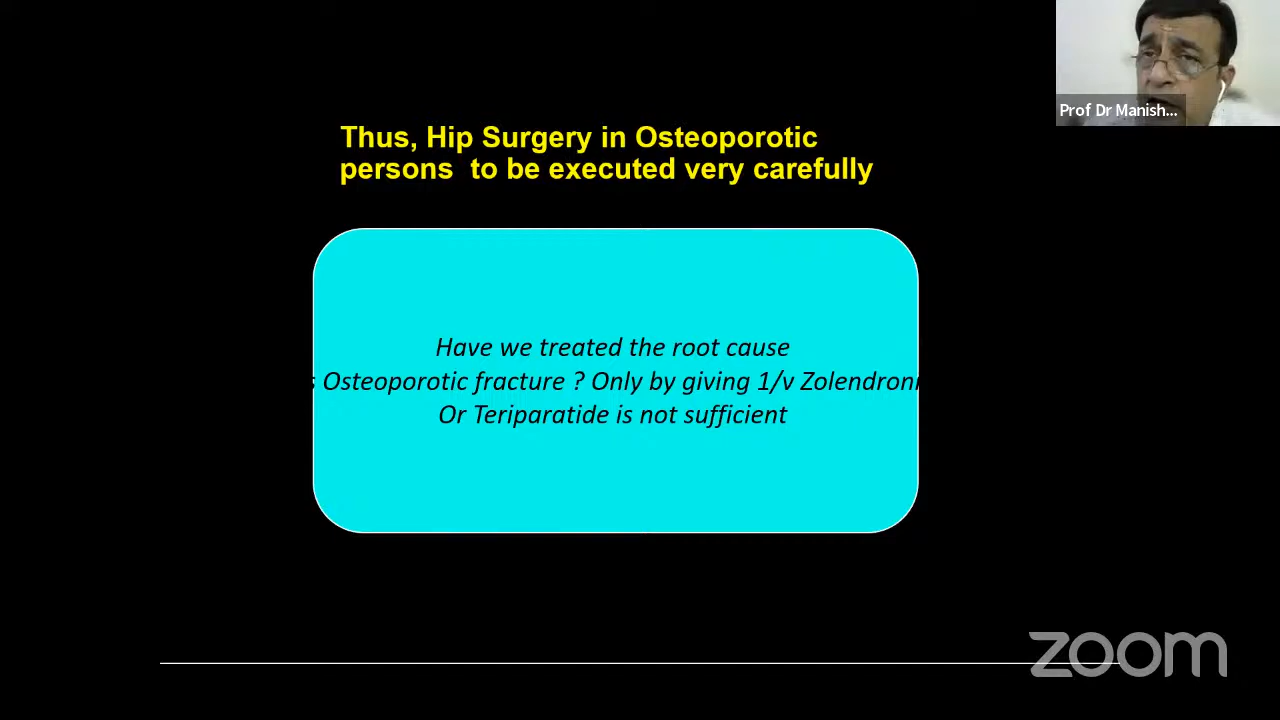 Prof Dr Manish...
Thus, Hip Surgery in Osteoporotic
persons to be executed very carefully
Have we treated the root cause
Osteoporotic fracture ? Only by giving 1/v
Or Teriparatide is not sufficient
zoom